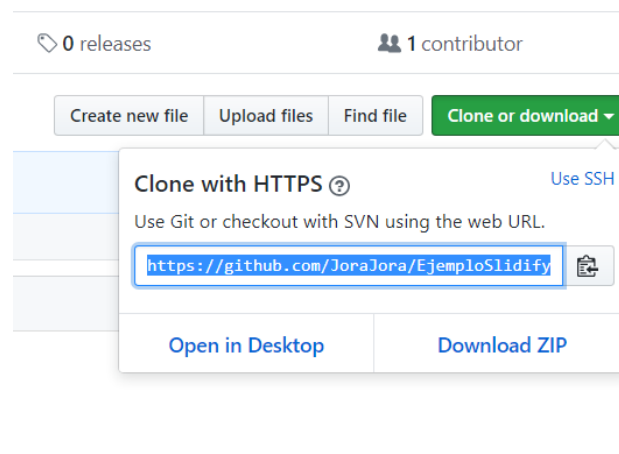 0 releases 1 contributor
Create new file Upload files Find file Clone or download
Clone with HTTPS ?
Use SSH
Use Git or checkout with SVN using the web URL.
https://github.com/JoraJora/EjemploSlidify
Open in Desktop Download ZIP